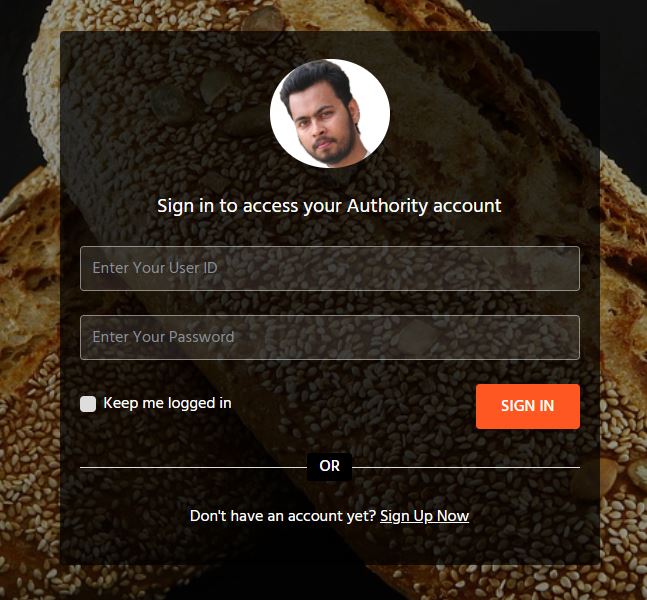 Sign in to access your Authority account
Enter Your User ID
Enter Your Password
Keep me logged in
SIGN IN
OR
Don't have an account yet? Sign Up Now